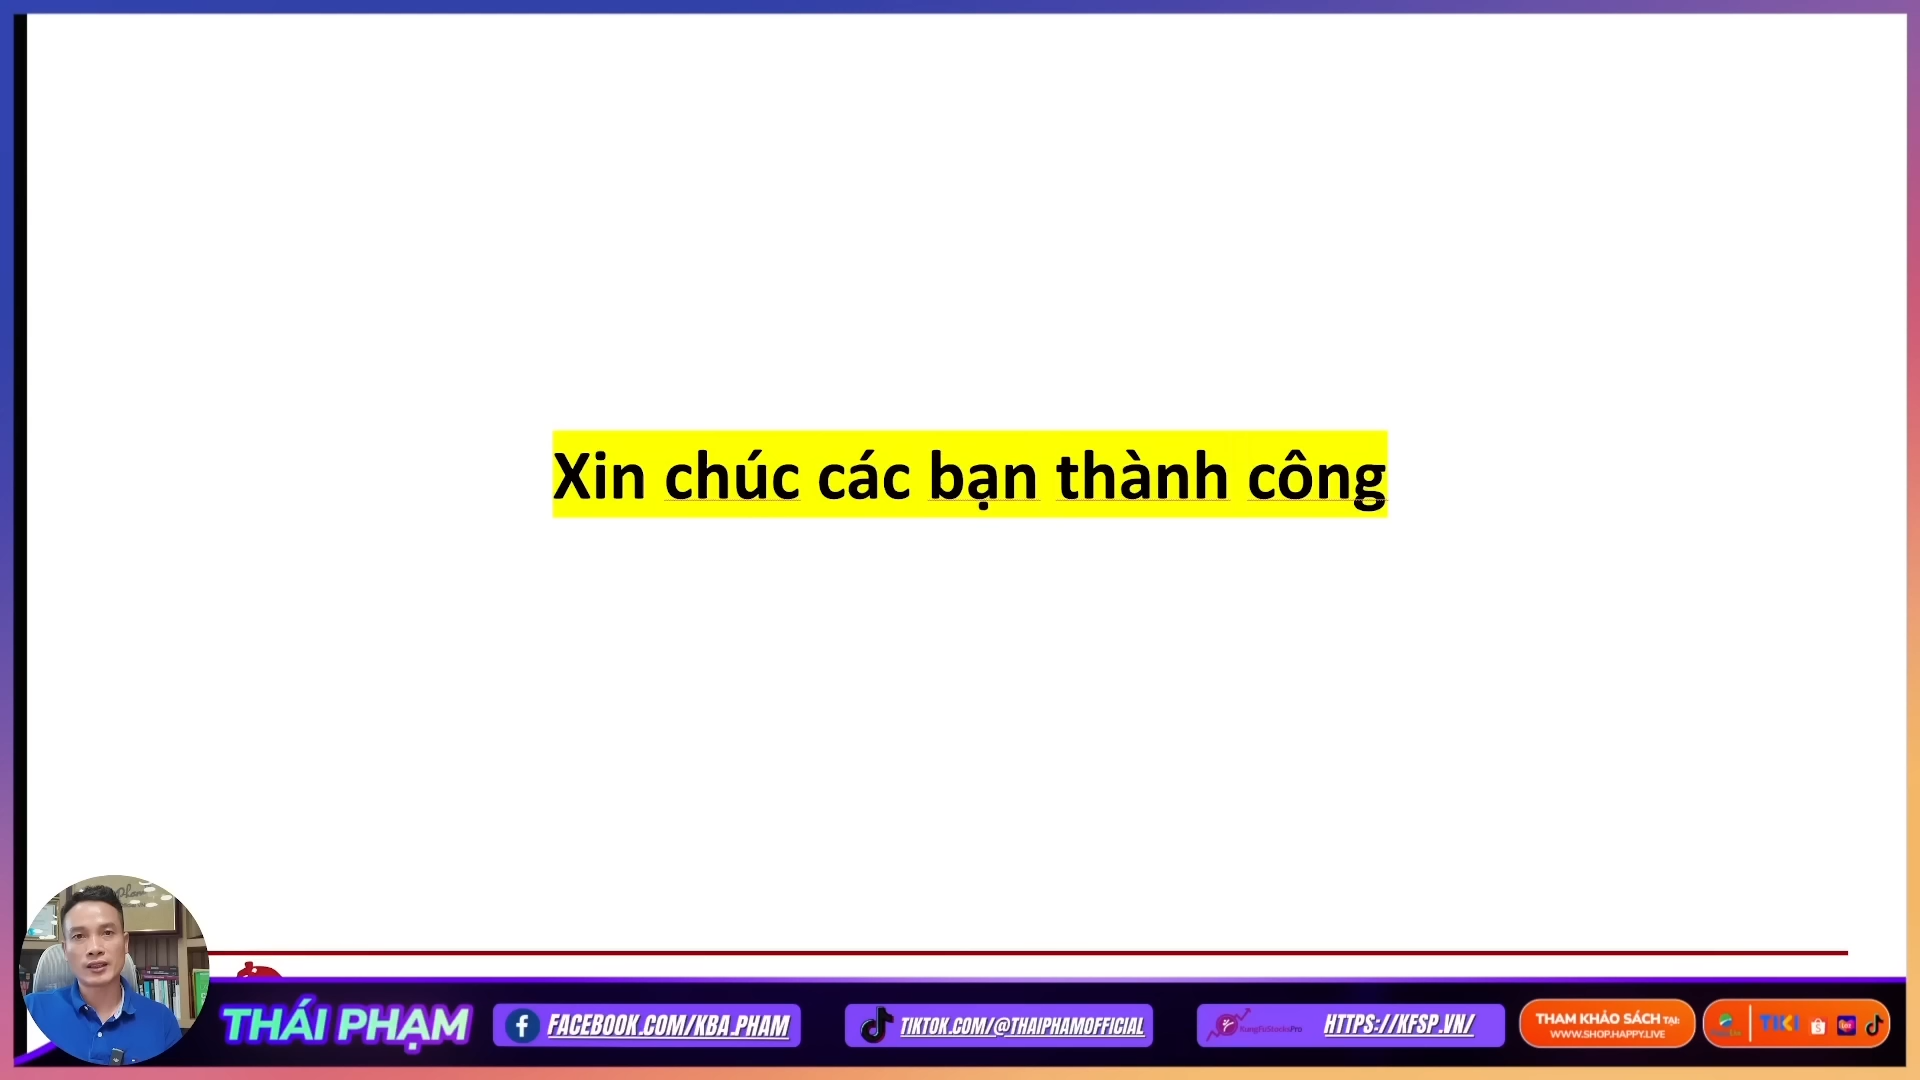 Xin chúc các bạn thành công
THÁI PHẠM
FACEBOOK.COM/KBA.PHAM
TIKTOK.COM/@THAIPHAMOFFICIAL
KungFuStocksPro
HTTPS://KFSP.VN/
THAM KHẢO SÁCH TẠI:
WWW.SHOP.HAPPY.LIVE
TIKI